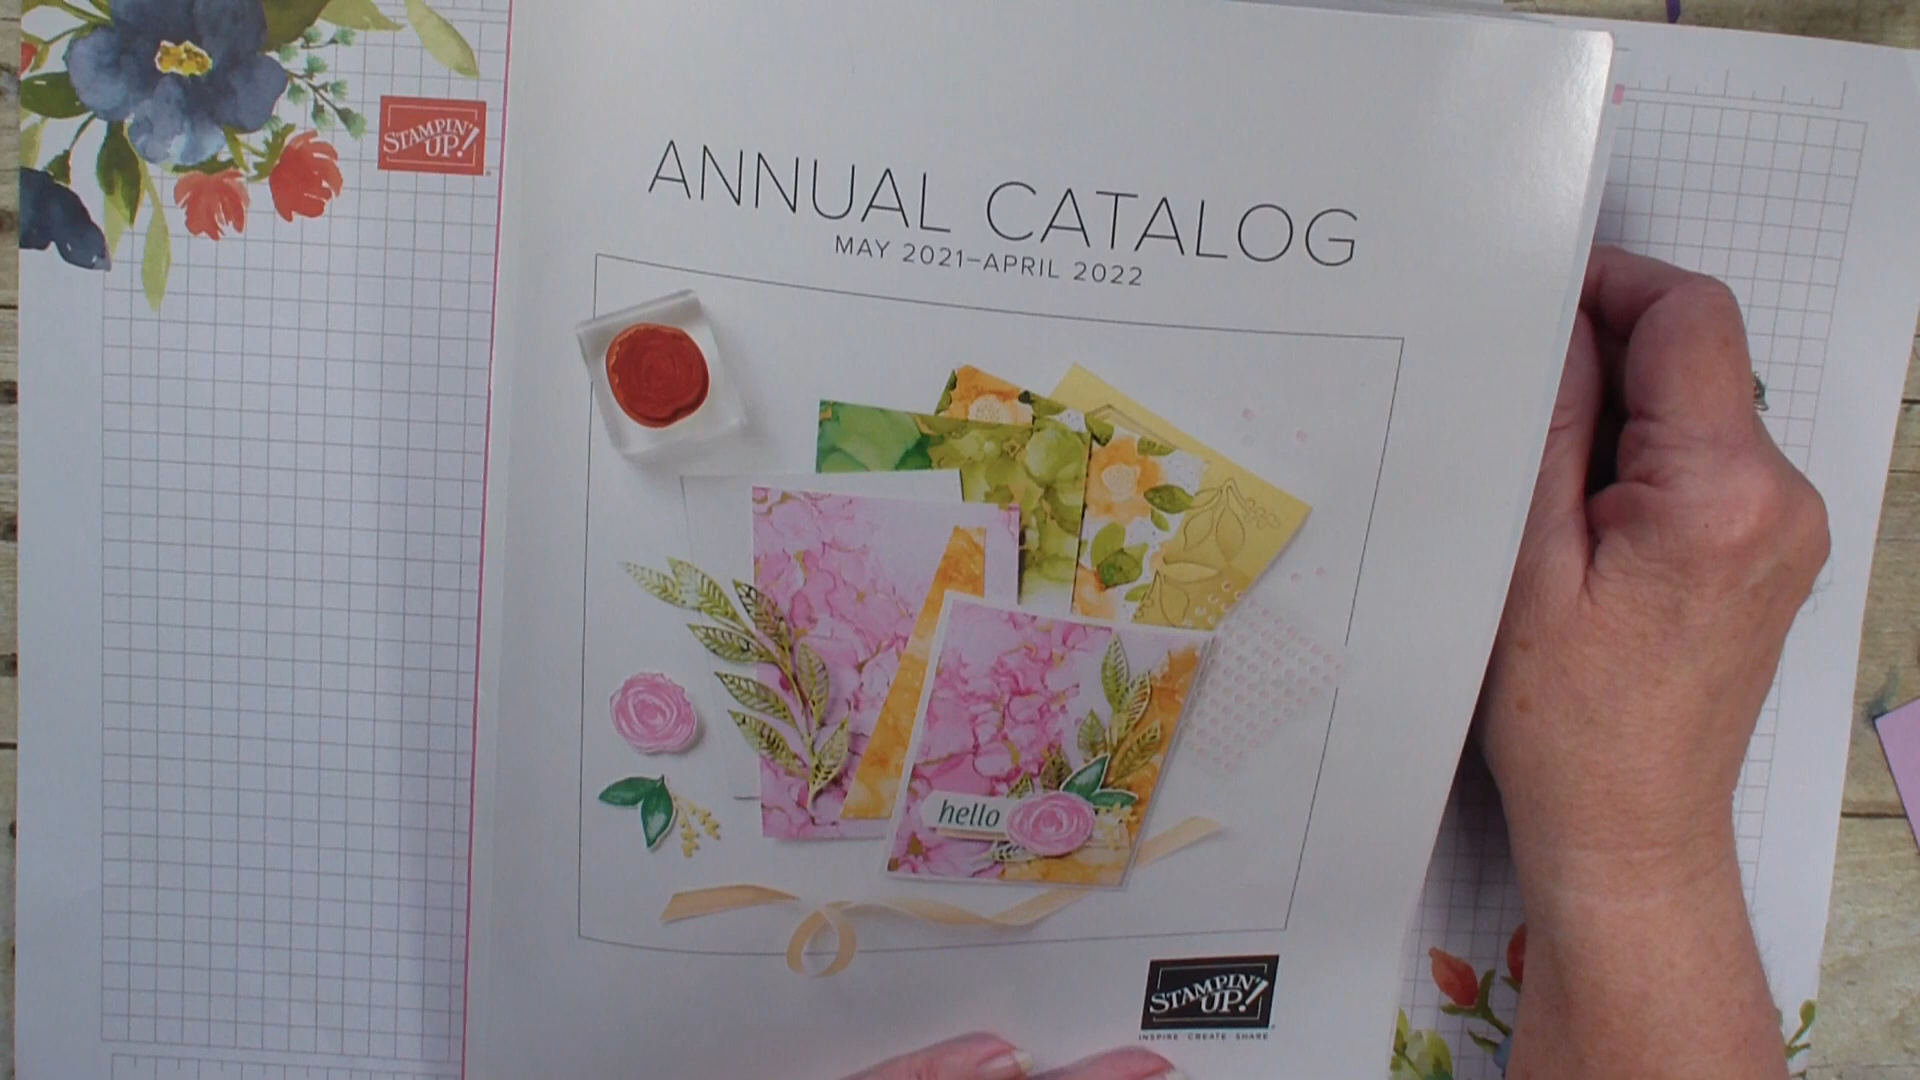 STAMPIN' UP!
ANNUAL CATALOG
MAY 2021–APRIL 2022
hello
STAMPIN' UP!
INSPIRE · CREATE · SHARE